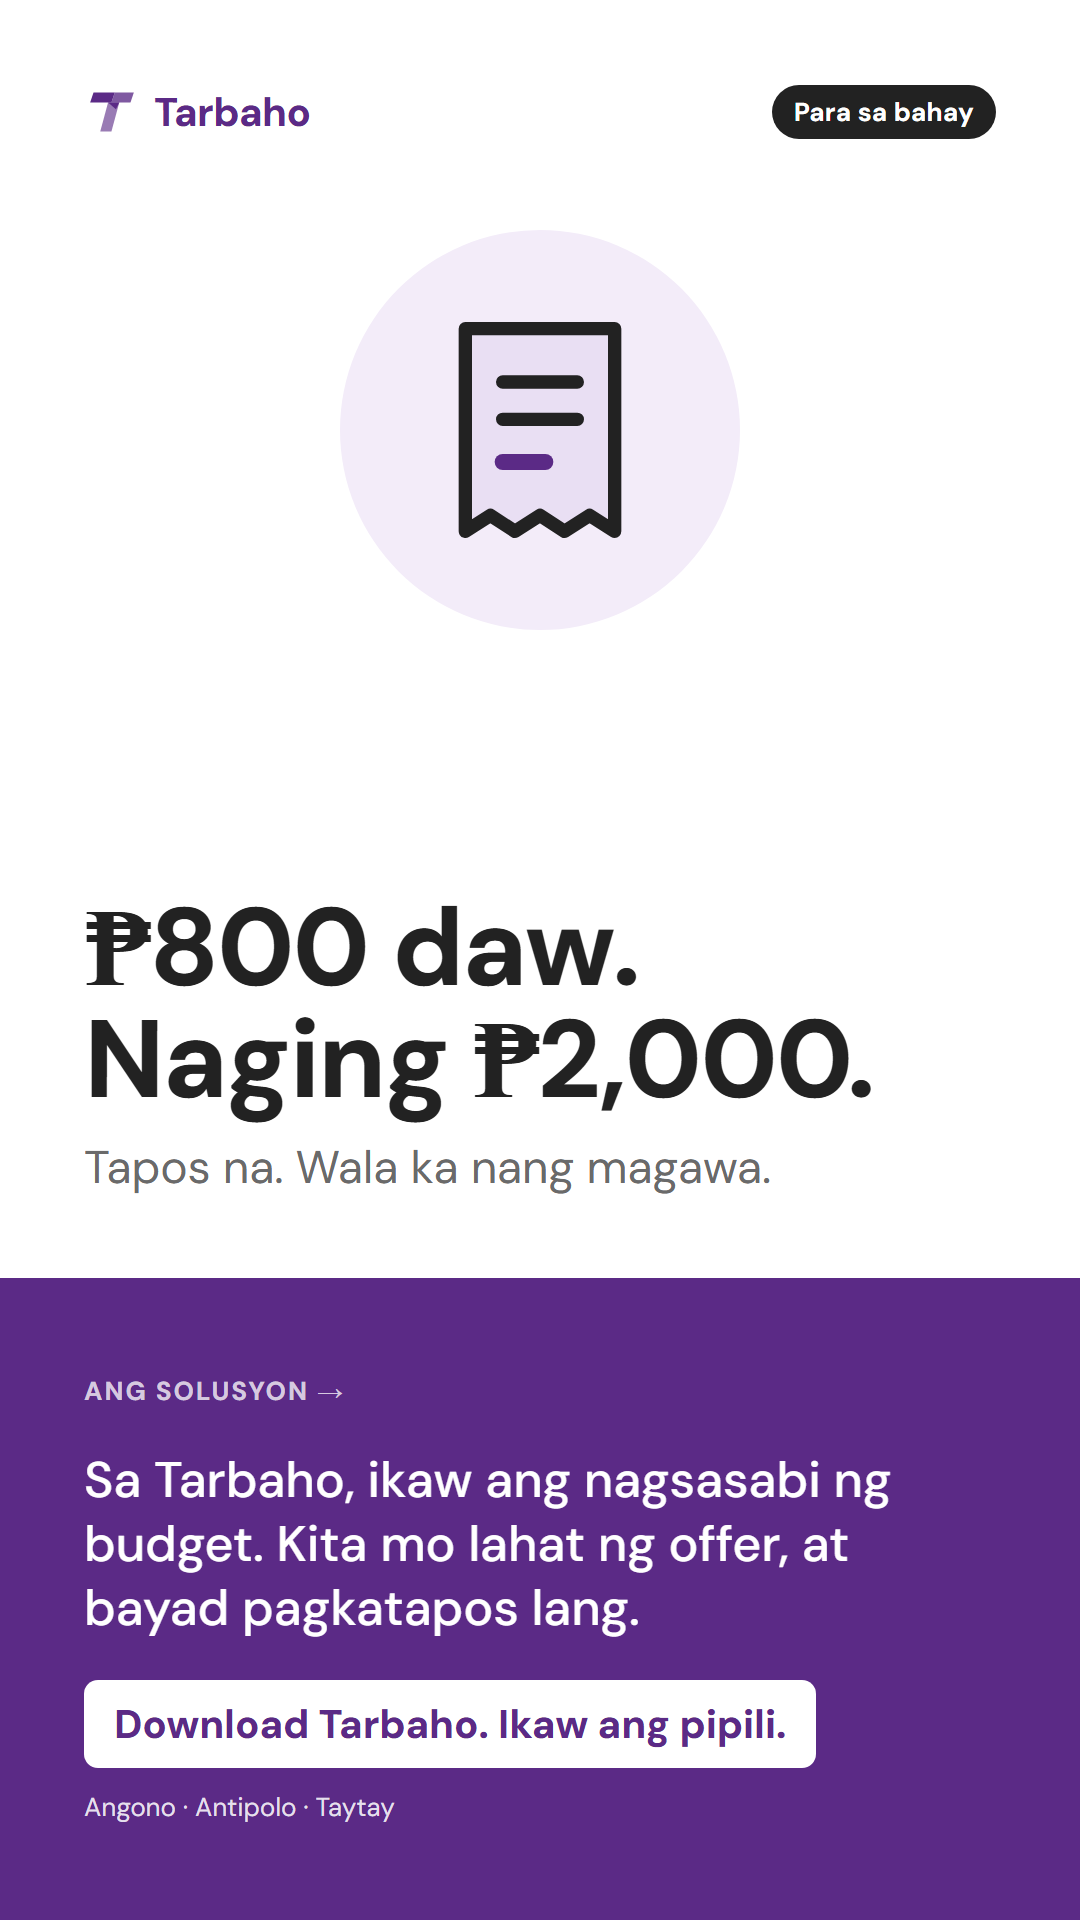 Tarbaho
Para sa bahay
₱800 daw.
Naging ₱2,000.
Tapos na. Wala ka nang magawa.
ANG SOLUSYON →
Sa Tarbaho, ikaw ang nagsasabi ng
budget. Kita mo lahat ng offer, at
bayad pagkatapos lang.
Download Tarbaho. Ikaw ang pipili.
Angono · Antipolo · Taytay